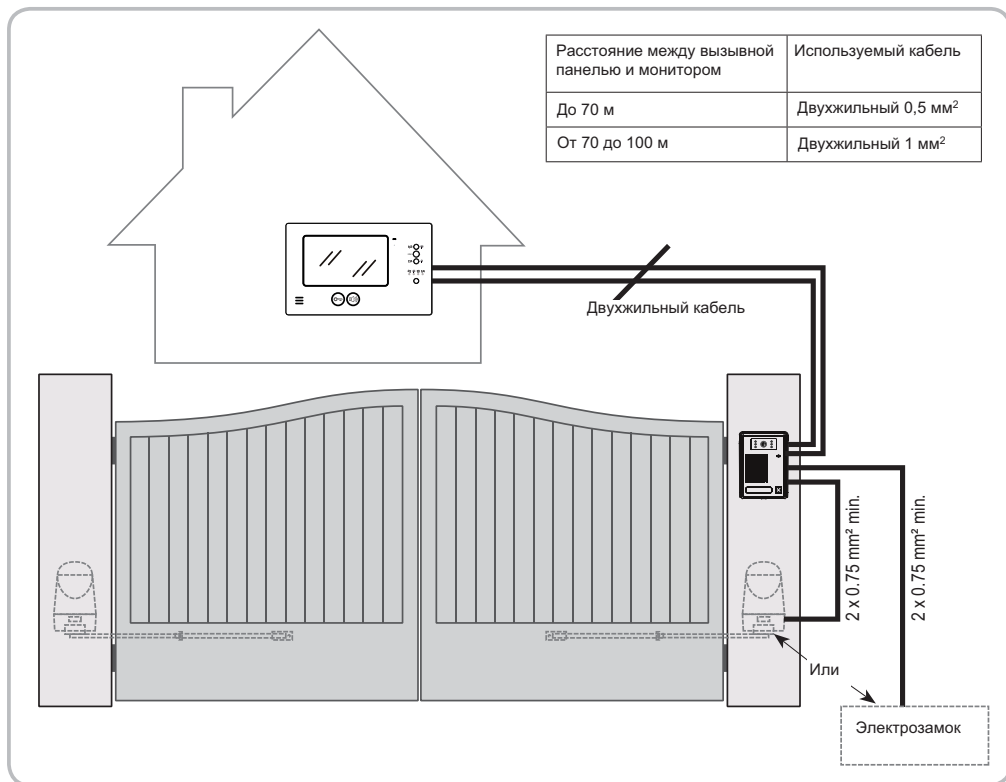 Расстояние между вызывной
панелью и монитором
Используемый кабель
До 70 м
Двухжильный 0,5 мм²
От 70 до 100 м
Двухжильный 1 мм²
Двухжильный кабель
2 x 0.75 mm² min.
2 x 0.75 mm² min.
Или
Электрозамок